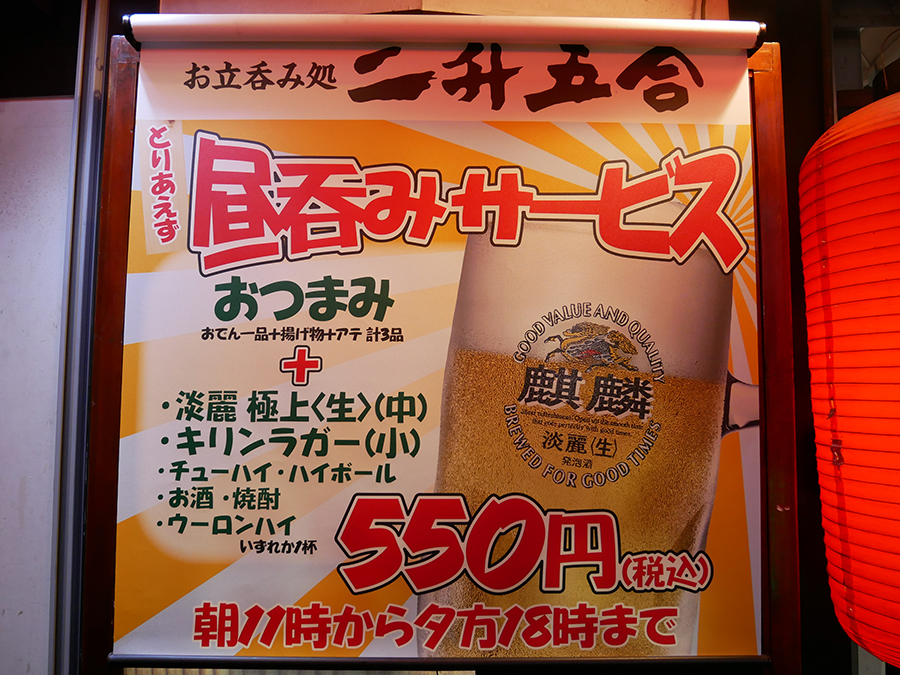 お立呑み処 二升五合
とりあえず
昼呑みサービス
おつまみ
おでん一品+揚げ物+アテ 計3品
+
・淡麗 極上〈生〉(中)
・キリンラガー(小)
・チューハイ・ハイボール
・お酒・焼酎
・ウーロンハイ
いずれか1杯
550円(税込)
朝11時から夕方18時まで
GOOD VALUE AND QUALITY
麒麟
淡麗〈生〉
発泡酒
BREWED FOR GOOD TIMES